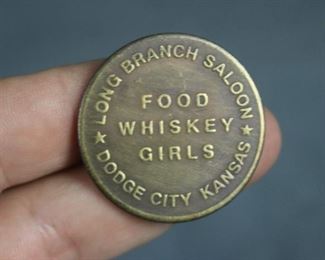 LONG BRANCH SALOON
FOOD
WHISKEY
GIRLS
★ DODGE CITY KANSAS ★